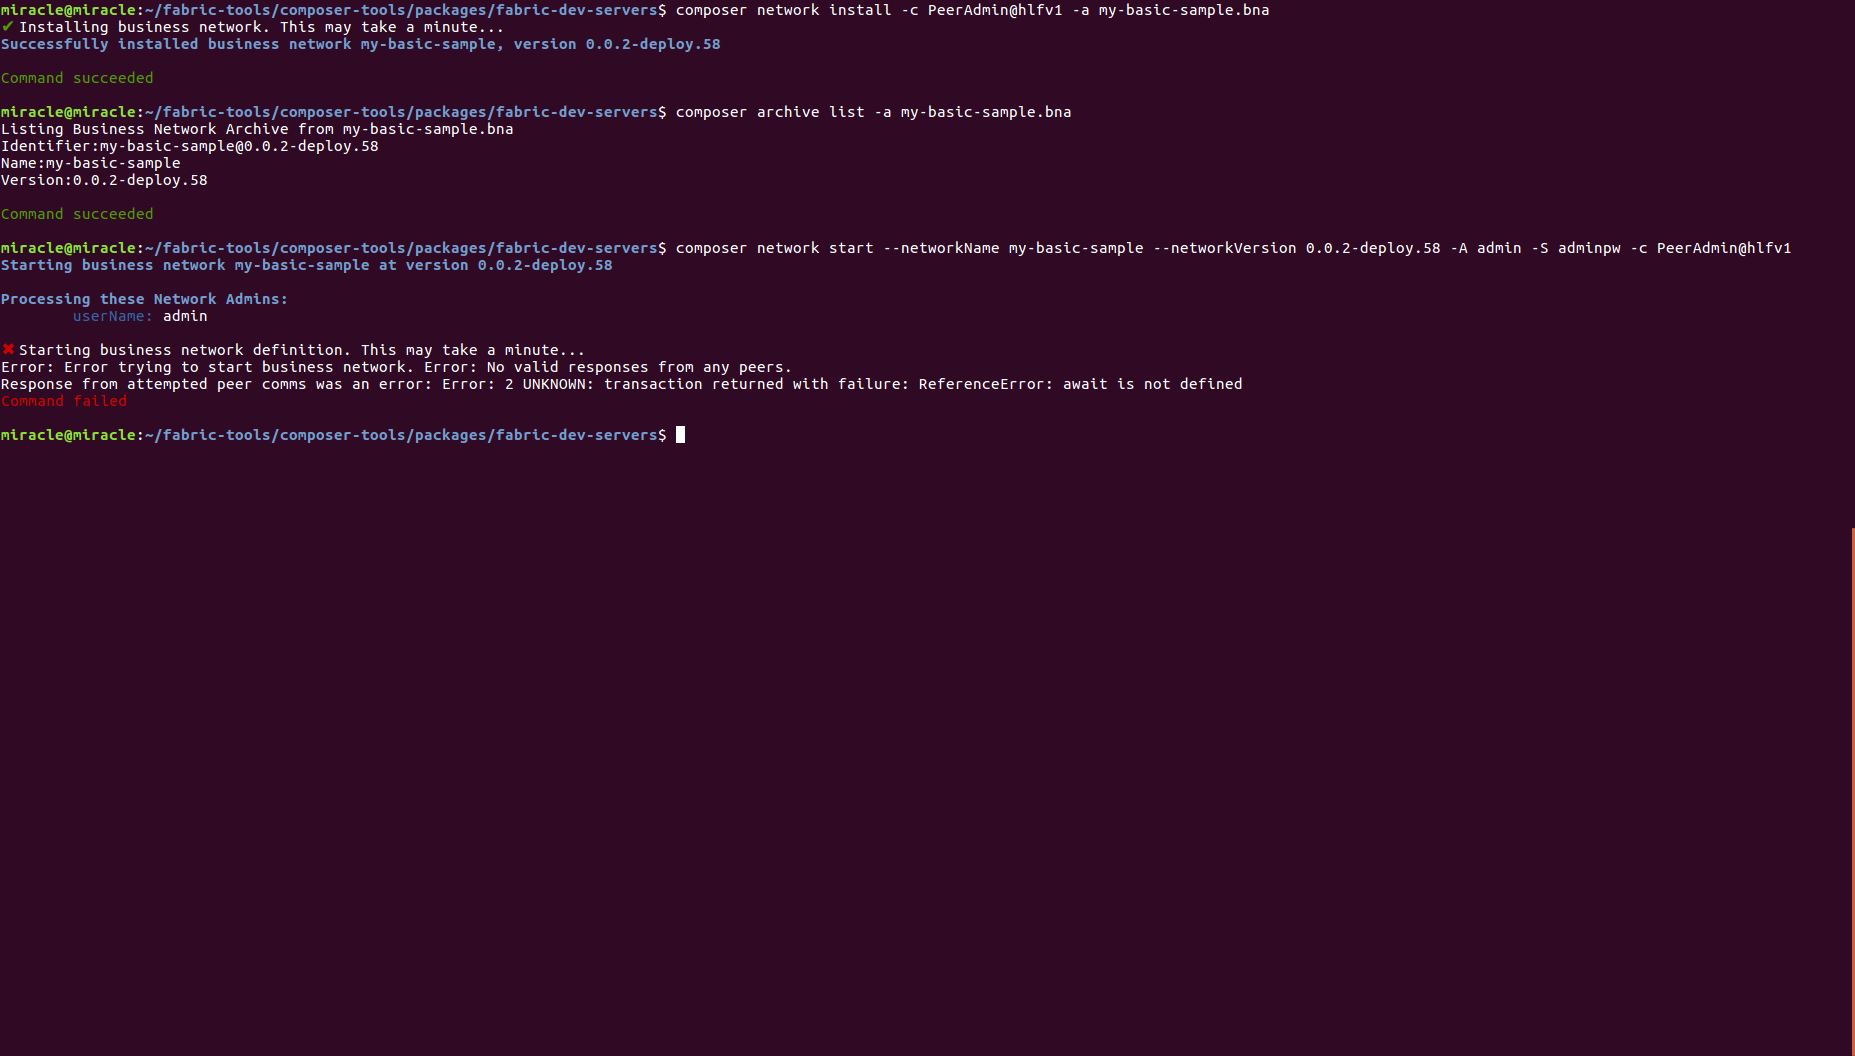 miracle@miracle:~/fabric-tools/composer-tools/packages/fabric-dev-servers$ composer network install -c PeerAdmin@hlfv1 -a my-basic-sample.bna
✔ Installing business network. This may take a minute...
Successfully installed business network my-basic-sample, version 0.0.2-deploy.58
Command succeeded
miracle@miracle:~/fabric-tools/composer-tools/packages/fabric-dev-servers$ composer archive list -a my-basic-sample.bna
Listing Business Network Archive from my-basic-sample.bna
Identifier:my-basic-sample@0.0.2-deploy.58
Name:my-basic-sample
Version:0.0.2-deploy.58
Command succeeded
miracle@miracle:~/fabric-tools/composer-tools/packages/fabric-dev-servers$ composer network start --networkName my-basic-sample --networkVersion 0.0.2-deploy.58 -A admin -S adminpw -c PeerAdmin@hlfv1
Starting business network my-basic-sample at version 0.0.2-deploy.58
Processing these Network Admins:
userName: admin
✖ Starting business network definition. This may take a minute...
Error: Error trying to start business network. Error: No valid responses from any peers.
Response from attempted peer comms was an error: Error: 2 UNKNOWN: transaction returned with failure: ReferenceError: await is not defined
Command failed
miracle@miracle:~/fabric-tools/composer-tools/packages/fabric-dev-servers$